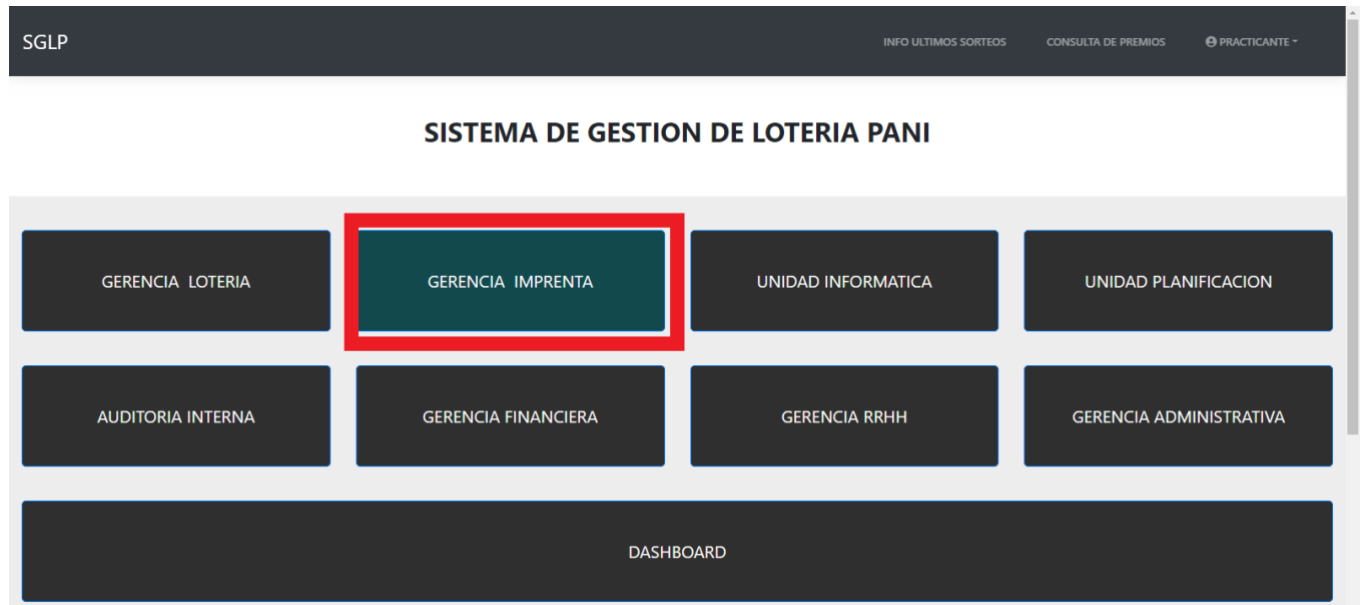 SGLP INFO ULTIMOS SORTEOS CONSULTA DE PREMIOS PRACTICANTE
SISTEMA DE GESTION DE LOTERIA PANI
GERENCIA LOTERIA GERENCIA IMPRENTA UNIDAD INFORMATICA UNIDAD PLANIFICACION
AUDITORIA INTERNA GERENCIA FINANCIERA GERENCIA RRHH GERENCIA ADMINISTRATIVA
DASHBOARD